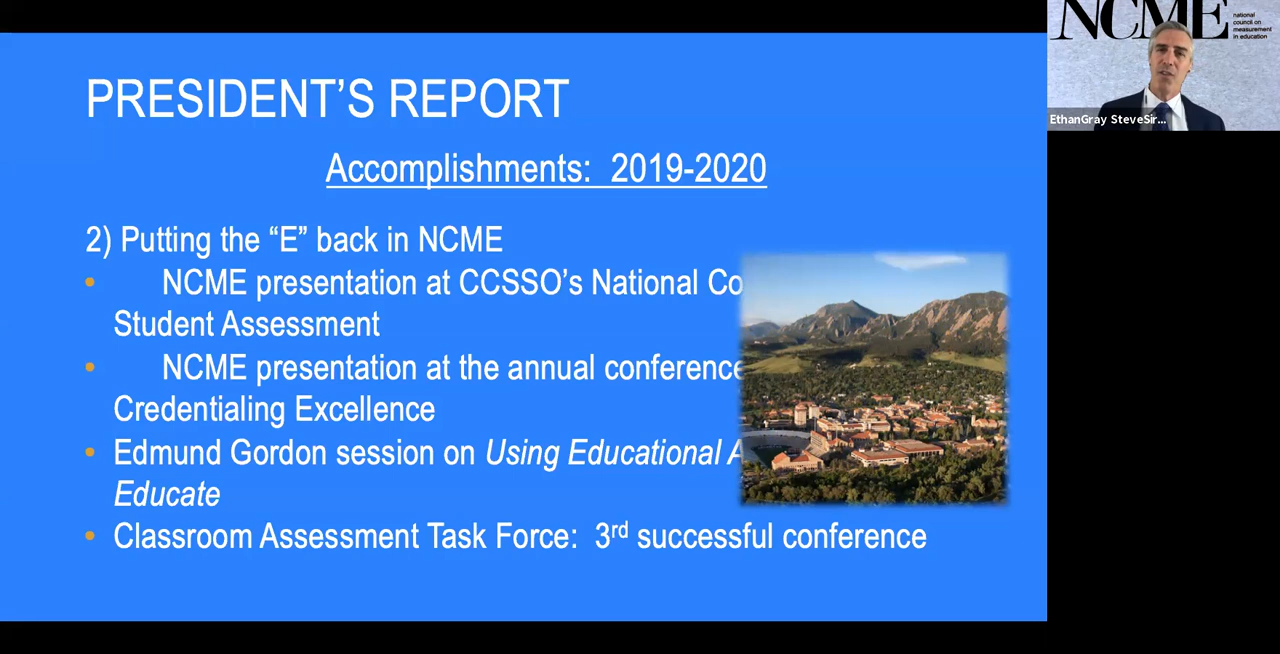 PRESIDENT'S REPORT
Accomplishments:  2019-2020
2) Putting the “E” back in NCME
• NCME presentation at CCSSO’s National Co
Student Assessment
• NCME presentation at the annual conference
Credentialing Excellence
• Edmund Gordon session on Using Educational A
Educate
• Classroom Assessment Task Force:  3rd successful conference
NCME
national
council on
measurement
in education
EthanGray SteveSir...